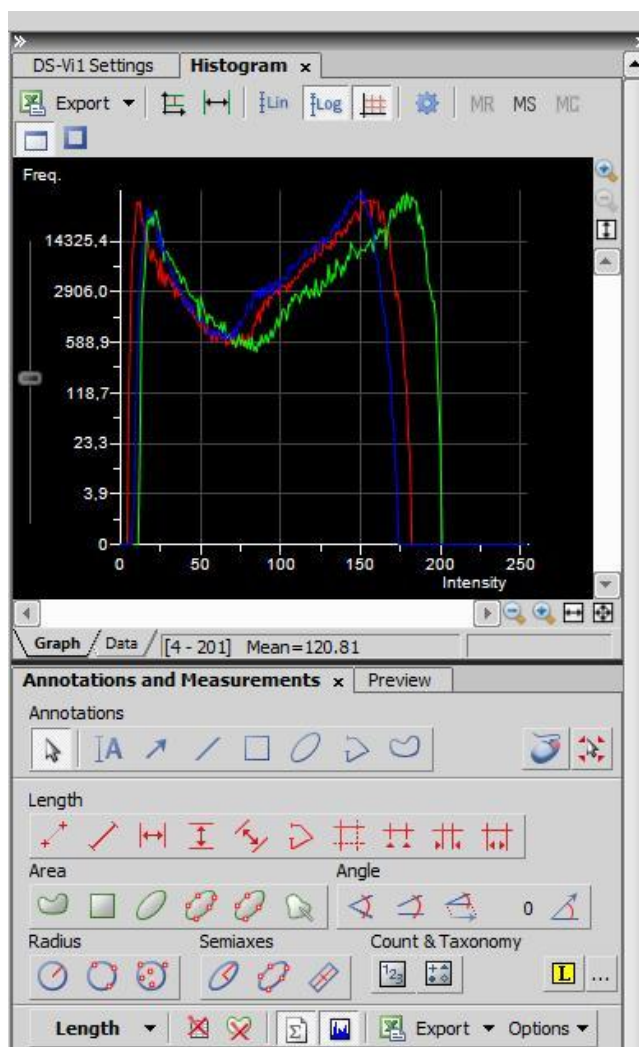 DS-Vi1 Settings Histogram x
Export Lin Log MR MS MC
Freq.
14325.4
2906,0
588,9
118,7
23,3
3,9
0
0 50 100 150 200 250
Intensity
Graph Data [4 - 201] Mean=120.81
Annotations and Measurements x Preview
Annotations
A
Length
Area Angle
0
Radius Semiaxes Count & Taxonomy
123 L ...
Length Σ Export Options